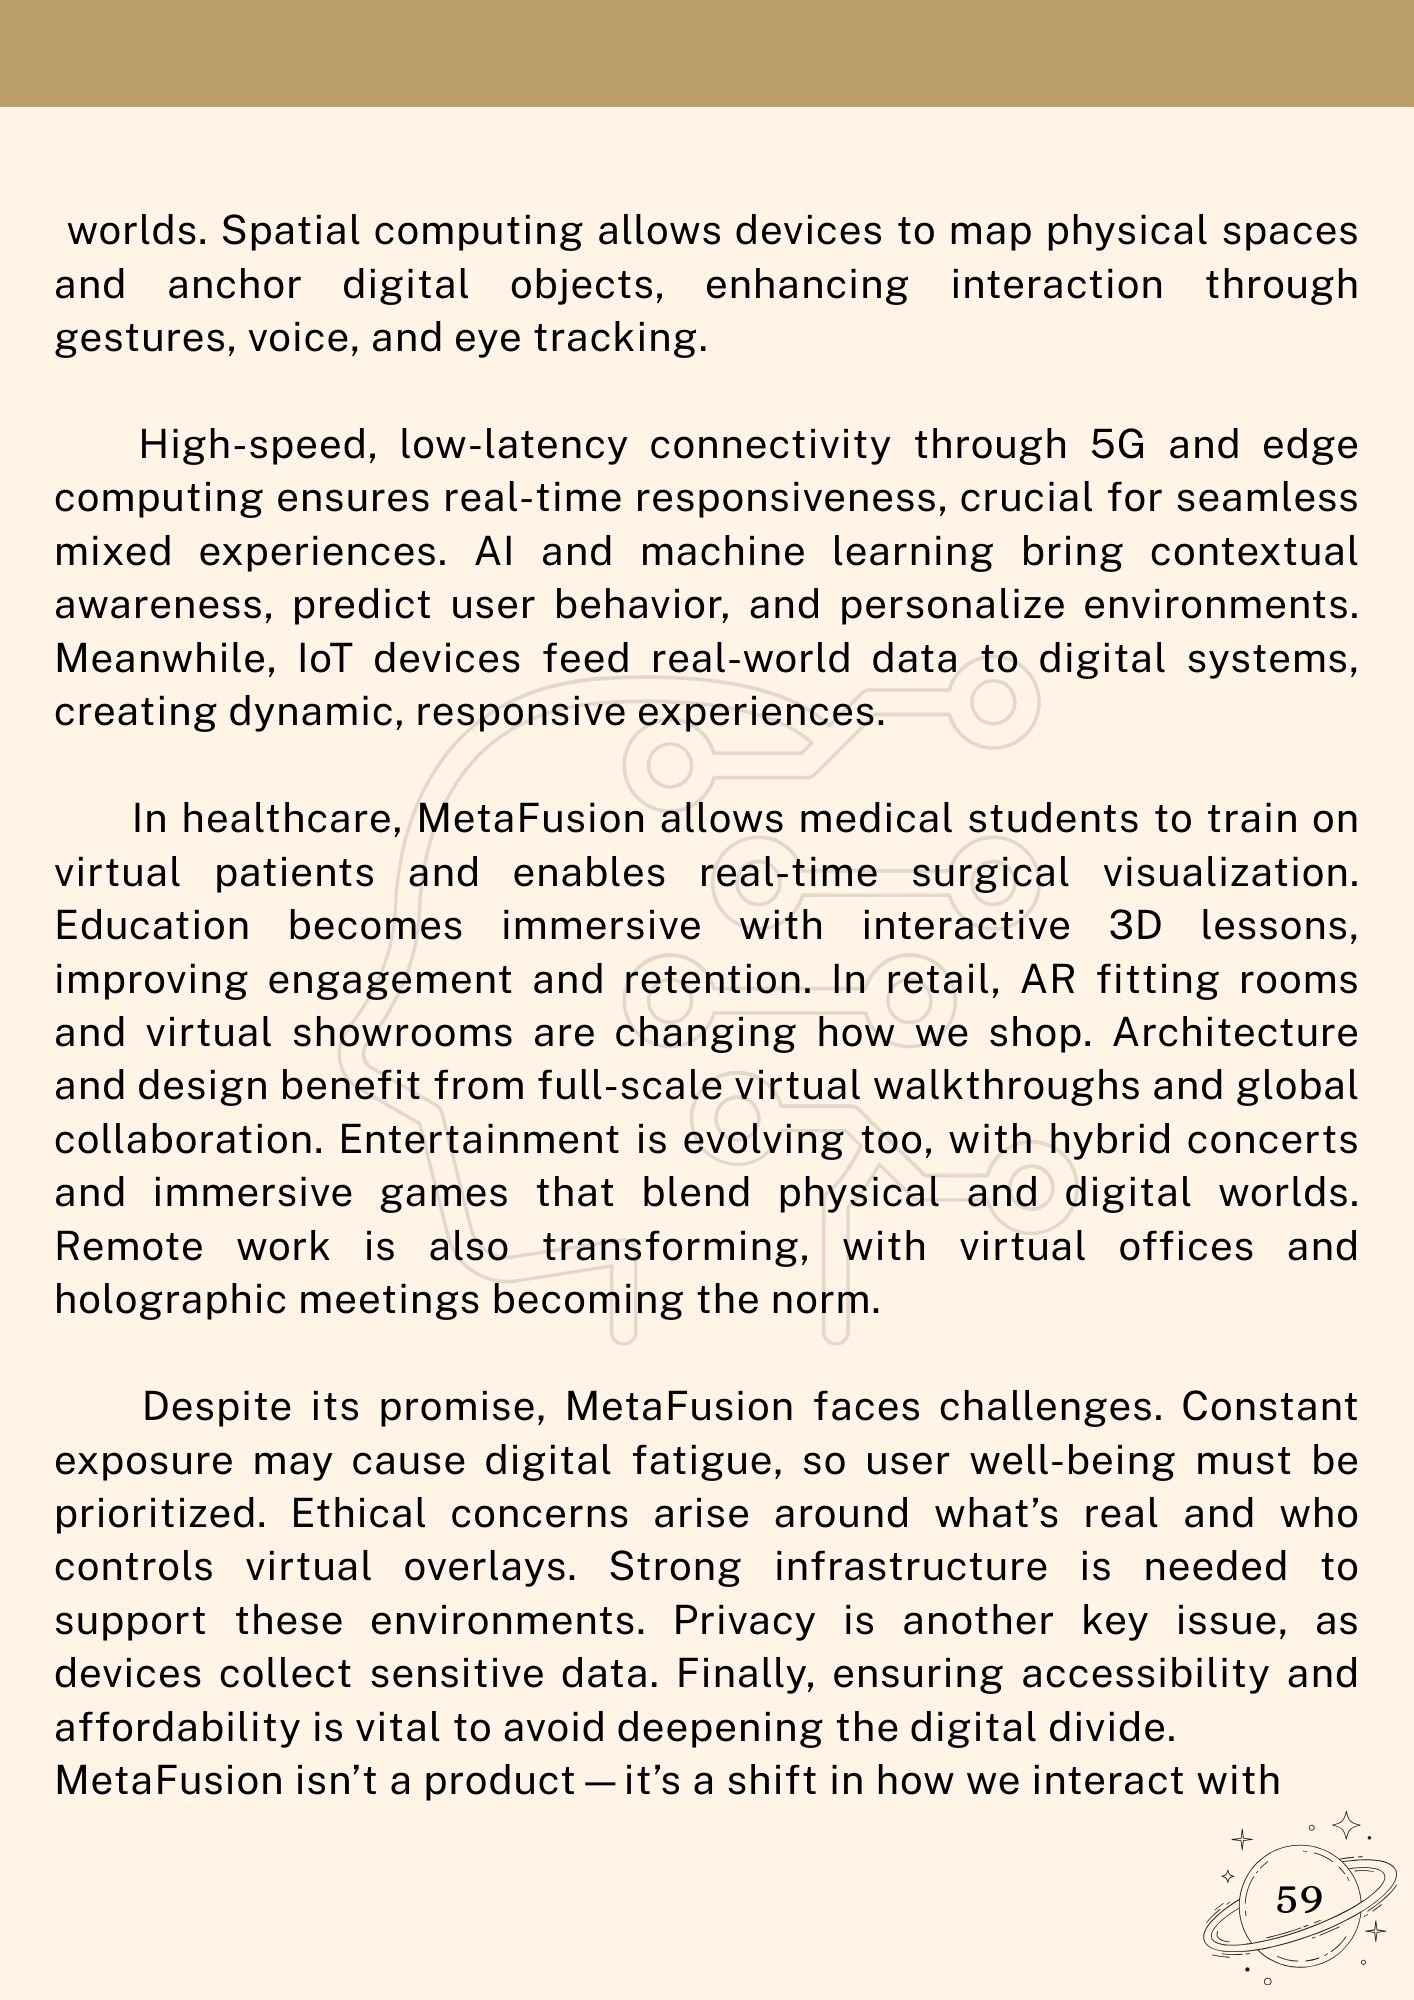 worlds. Spatial computing allows devices to map physical spaces
and anchor digital objects, enhancing interaction through
gestures, voice, and eye tracking.
High-speed, low-latency connectivity through 5G and edge
computing ensures real-time responsiveness, crucial for seamless
mixed experiences. AI and machine learning bring contextual
awareness, predict user behavior, and personalize environments.
Meanwhile, IoT devices feed real-world data to digital systems,
creating dynamic, responsive experiences.
In healthcare, MetaFusion allows medical students to train on
virtual patients and enables real-time surgical visualization.
Education becomes immersive with interactive 3D lessons,
improving engagement and retention. In retail, AR fitting rooms
and virtual showrooms are changing how we shop. Architecture
and design benefit from full-scale virtual walkthroughs and global
collaboration. Entertainment is evolving too, with hybrid concerts
and immersive games that blend physical and digital worlds.
Remote work is also transforming, with virtual offices and
holographic meetings becoming the norm.
Despite its promise, MetaFusion faces challenges. Constant
exposure may cause digital fatigue, so user well-being must be
prioritized. Ethical concerns arise around what’s real and who
controls virtual overlays. Strong infrastructure is needed to
support these environments. Privacy is another key issue, as
devices collect sensitive data. Finally, ensuring accessibility and
affordability is vital to avoid deepening the digital divide.
MetaFusion isn’t a product — it’s a shift in how we interact with
59